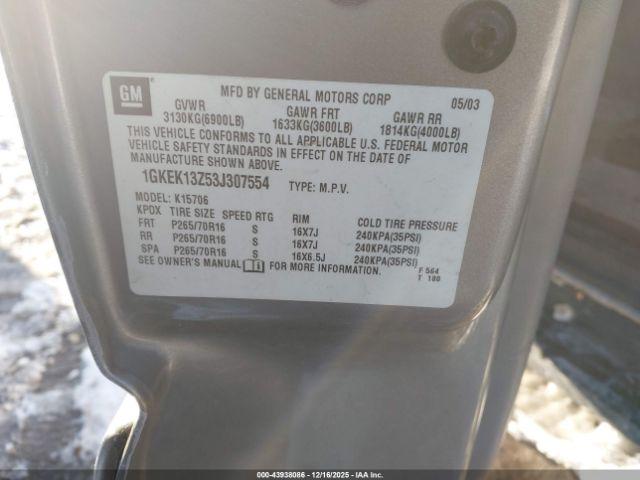 GM
MFD BY GENERAL MOTORS CORP 05/03
GVWR GAWR FRT GAWR RR
3130KG(6900LB) 1633KG(3600LB) 1814KG(4000LB)
THIS VEHICLE CONFORMS TO ALL APPLICABLE U.S. FEDERAL MOTOR
VEHICLE SAFETY STANDARDS IN EFFECT ON THE DATE OF
MANUFACTURE SHOWN ABOVE.
1GKEK13Z53J307554 TYPE: M.P.V.
MODEL: K15706
KPDX TIRE SIZE SPEED RTG RIM COLD TIRE PRESSURE
FRT P265/70R16 S 16X7J 240KPA(35PSI)
RR P265/70R16 S 16X7J 240KPA(35PSI)
SPA P265/70R16 S 16X6.5J 240KPA(35PSI)
SEE OWNER'S MANUAL FOR MORE INFORMATION. F 564
T 180
000-43938086 - 12/16/2025 - IAAI.COM